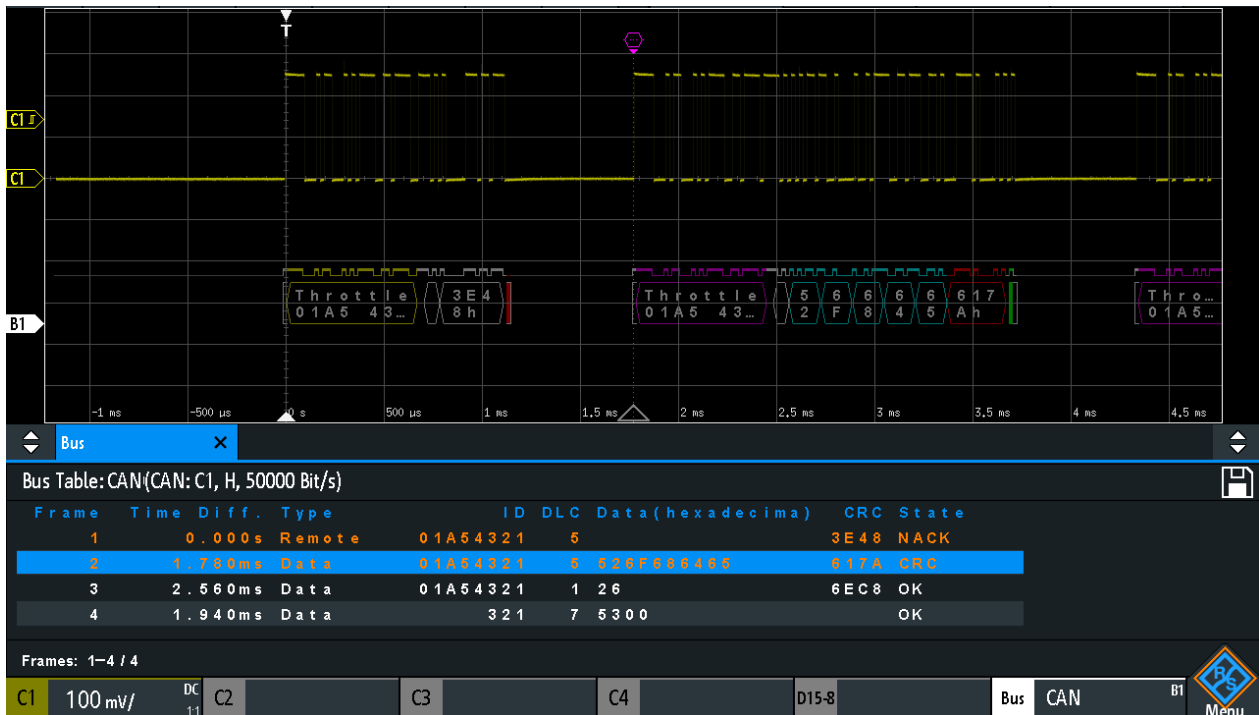 T
C1
C1
Throttle 3E4 Throttle 5 6 6 6 6 617 Thro…
01A5 43… 8h 01A5 43… 2 F 8 4 5 Ah 01A5…
B1
-1 ms -500 µs 0 s 500 µs 1 ms 1.5 ms 2 ms 2.5 ms 3 ms 3.5 ms 4 ms 4.5 ms
Bus ×
Bus Table: CAN (CAN: C1, H, 50000 Bit/s)
Frame Time Diff. Type ID DLC Data(hexadecima) CRC State
1 0.000s Remote 01A54321 5 3E48 NACK
2 1.780ms Data 01A54321 5 526F686465 617A CRC
3 2.560ms Data 01A54321 1 26 6EC8 OK
4 1.940ms Data 321 7 5300 OK
Frames: 1-4 / 4
C1 100 mV/ DC 1:1 C2 C3 C4 D15-8 Bus CAN B1 R/S Menu